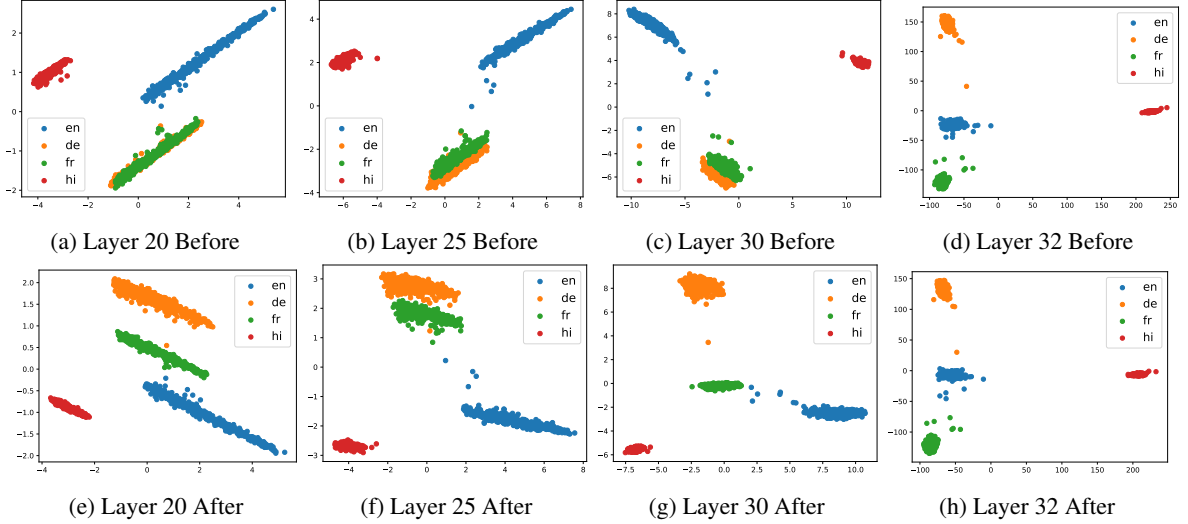 2
1
0
−1
−2
−4
−2
0
2
4
en
de
fr
hi
(a) Layer 20 Before
4
2
0
−2
−4
−6
−4
−2
0
2
4
6
en
de
fr
hi
(b) Layer 25 Before
8
6
4
2
0
−2
−4
−6
−10
−5
0
5
10
en
de
fr
hi
(c) Layer 30 Before
150
100
50
0
−50
−100
−100
−50
0
50
100
150
200
250
en
de
fr
hi
(d) Layer 32 Before
2.0
1.5
1.0
0.5
0.0
−0.5
−1.0
−1.5
−2.0
−4
−2
0
2
4
en
de
fr
hi
(e) Layer 20 After
3
2
1
0
−1
−2
−3
−4
−2
0
2
4
6
8
en
de
fr
hi
(f) Layer 25 After
8
6
4
2
0
−2
−4
−6
−7.5
−5.0
−2.5
0.0
2.5
5.0
7.5
10.0
en
de
fr
hi
(g) Layer 30 After
150
100
50
0
−50
−100
−100
−50
0
50
100
150
200
en
de
fr
hi
(h) Layer 32 After